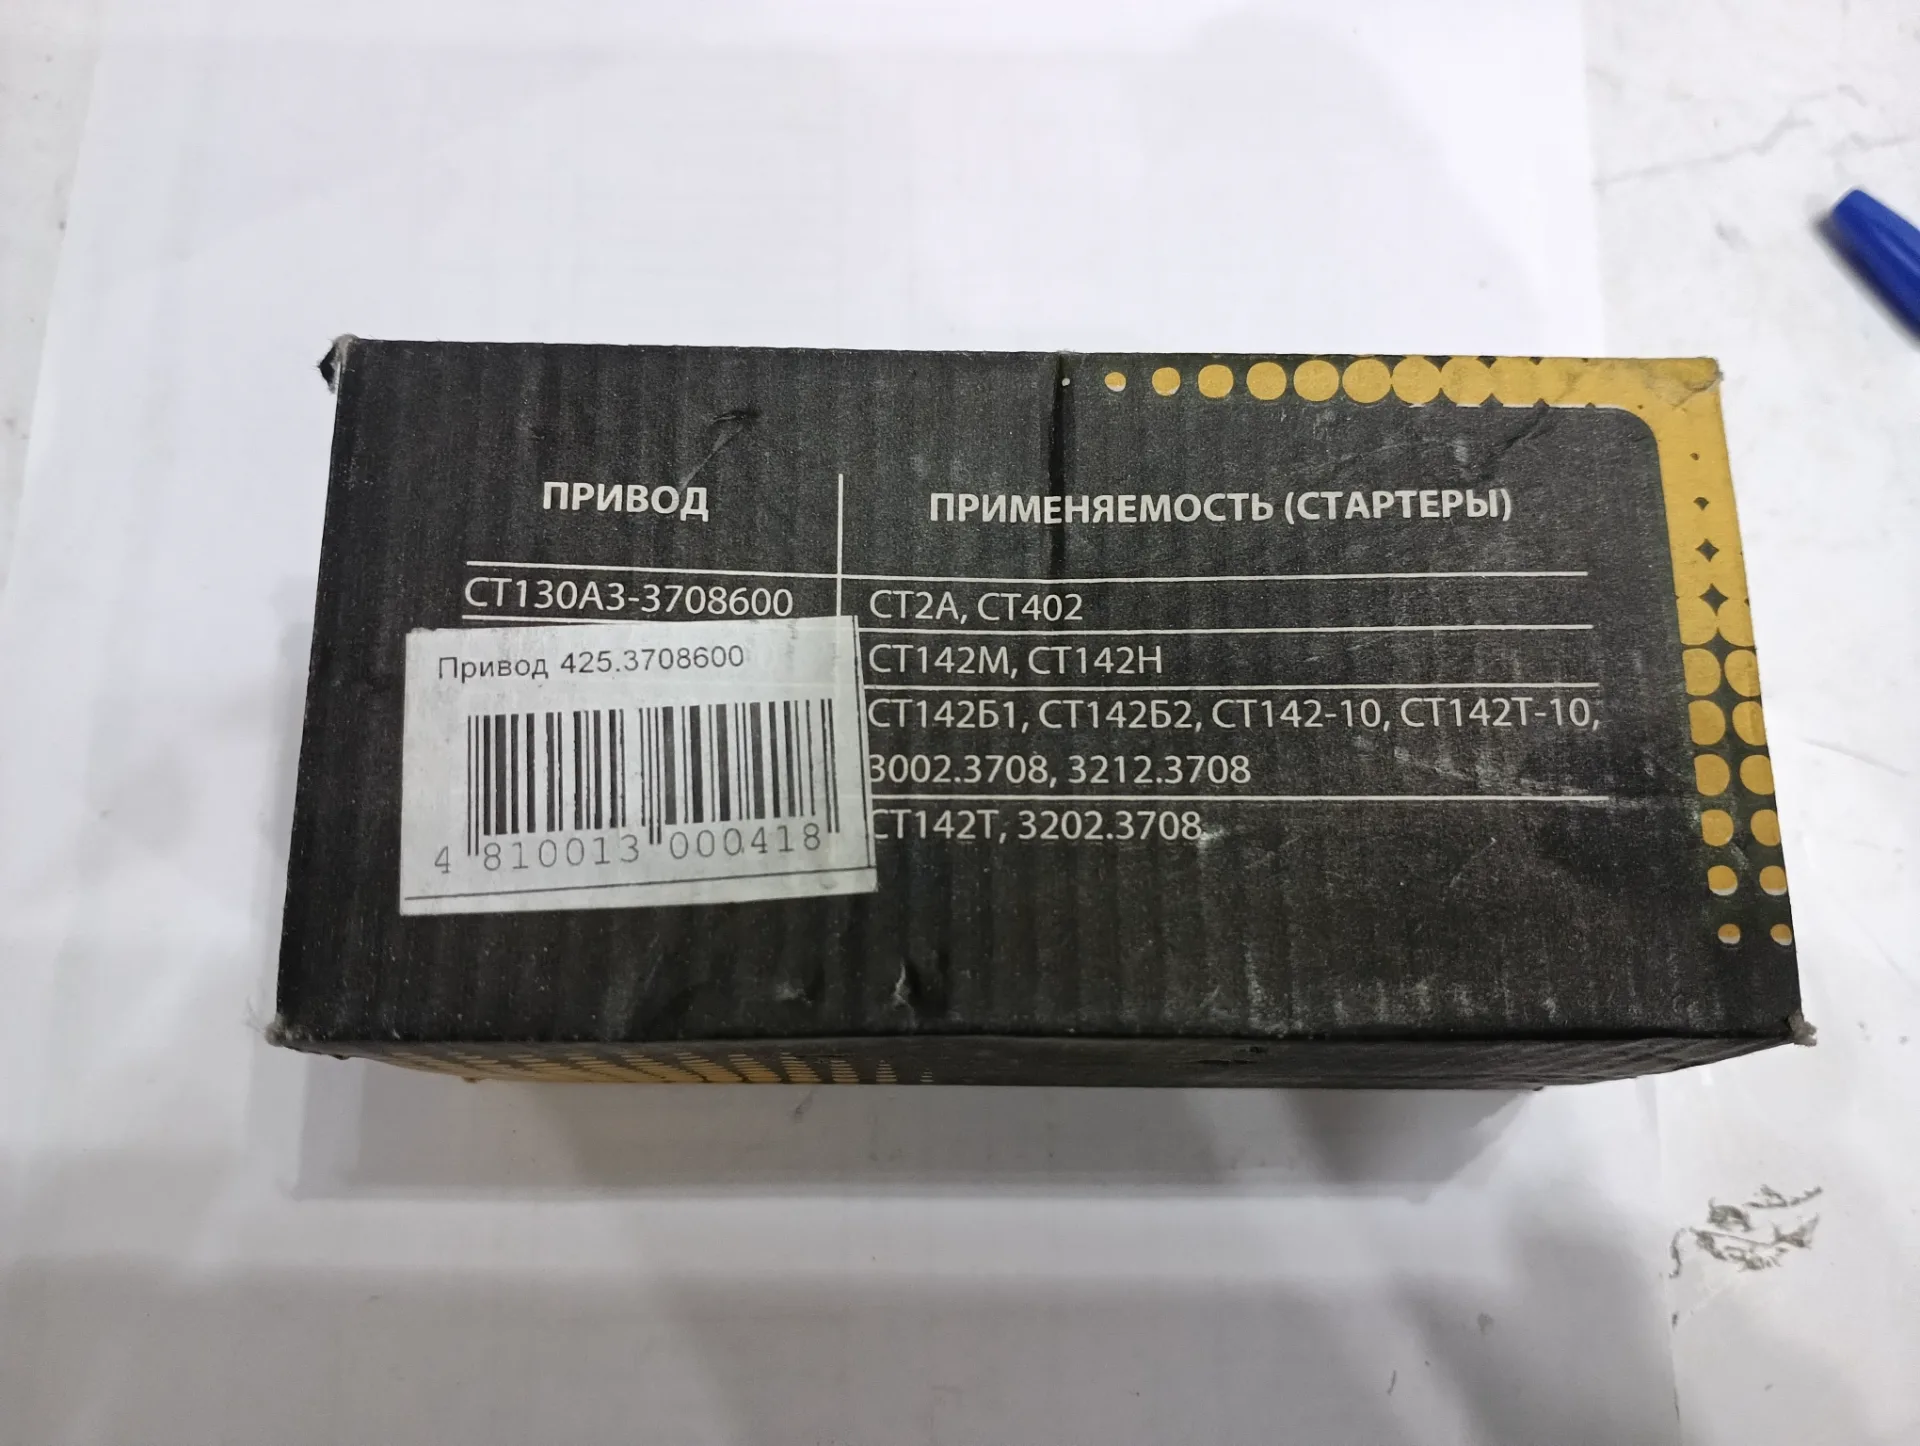 ПРИВОД
ПРИМЕНЯЕМОСТЬ (СТАРТЕРЫ)
СТ130А3-3708600
СТ2А, СТ402
Привод 425.3708600
4 810013 000418
СТ142М, СТ142Н
СТ142Б1, СТ142Б2, СТ142-10, СТ142Т-10,
3002.3708, 3212.3708
СТ142Т, 3202.3708